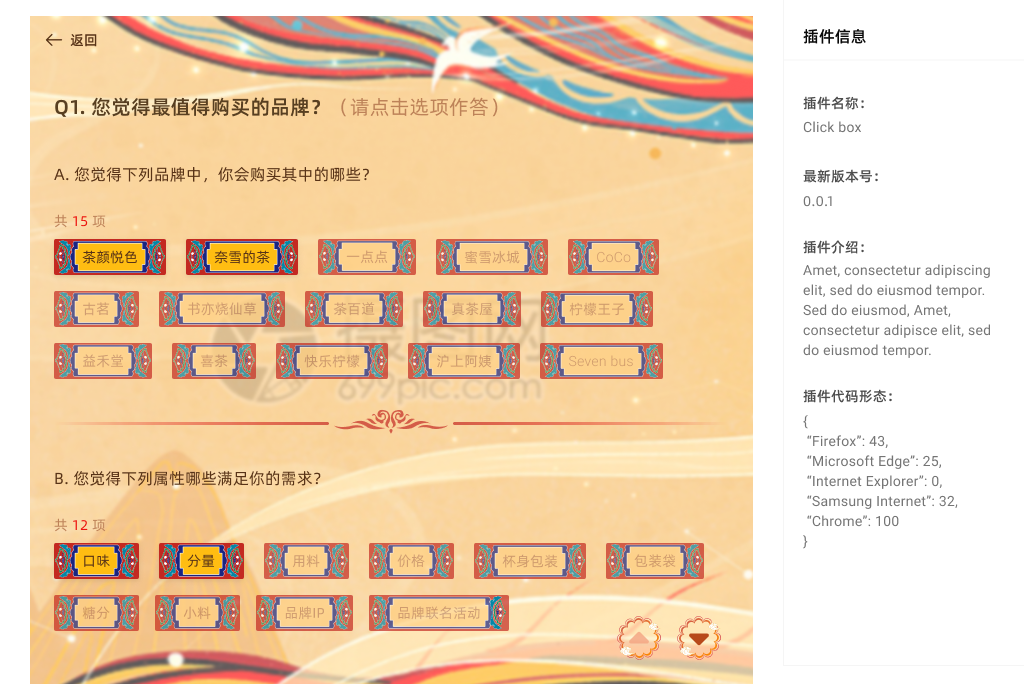 返回
Q1. 您觉得最值得购买的品牌？（请点击选项作答）
A. 您觉得下列品牌中，你会购买其中的哪些？
共 15 项
茶颜悦色 奈雪的茶 一点点 蜜雪冰城 CoCo
古茗 书亦烧仙草 茶百道 真茶屋 柠檬王子
益禾堂 喜茶 快乐柠檬 沪上阿姨 Seven bus
摄图网
699pic.com
B. 您觉得下列属性哪些满足你的需求？
共 12 项
口味 分量 用料 价格 杯身包装 包装袋
糖分 小料 品牌IP 品牌联名活动
插件信息
插件名称：
Click box
最新版本号：
0.0.1
插件介绍：
Amet, consectetur adipiscing
elit, sed do eiusmod tempor.
Sed do eiusmod, Amet,
consectetur adipisce elit, sed
do eiusmod tempor.
插件代码形态：
{
“Firefox”: 43,
“Microsoft Edge”: 25,
“Internet Explorer”: 0,
“Samsung Internet”: 32,
“Chrome”: 100
}